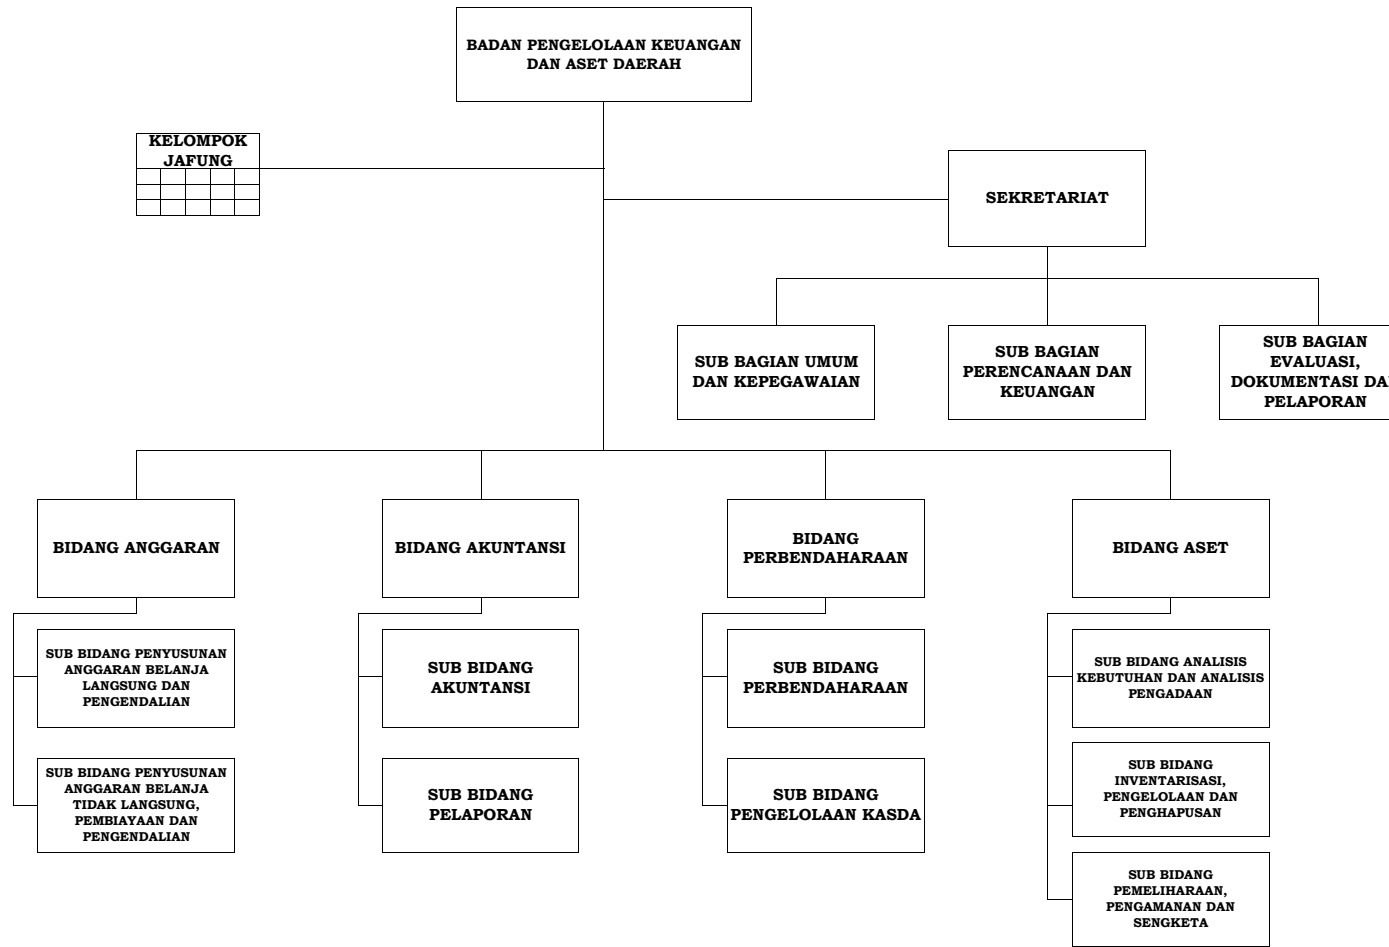 BADAN PENGELOLAAN KEUANGAN
DAN ASET DAERAH
KELOMPOK
JAFUNG
SEKRETARIAT
SUB BAGIAN UMUM
DAN KEPEGAWAIAN
SUB BAGIAN
PERENCANAAN DAN
KEUANGAN
SUB BAGIAN
EVALUASI,
DOKUMENTASI
PELAPORAN
BIDANG ANGGARAN
BIDANG AKUNTANSI
BIDANG
PERBENDAHARAAN
BIDANG ASET
SUB BIDANG PENYUSUNAN
ANGGARAN BELANJA
LANGSUNG DAN
PENGENDALIAN
SUB BIDANG
AKUNTANSI
SUB BIDANG
PERBENDAHARAAN
SUB BIDANG ANALISIS
KEBUTUHAN DAN ANALISIS
PENGADAAN
SUB BIDANG PENYUSUNAN
ANGGARAN BELANJA
TIDAK LANGSUNG,
PEMBIAYAAN DAN
PENGENDALIAN
SUB BIDANG
PELAPORAN
SUB BIDANG
PENGELOLAAN KASDA
SUB BIDANG
INVENTARISASI,
PENGELOLAAN DAN
PENGHAPUSAN
SUB BIDANG
PEMELIHARAAN,
PENGAMANAN DAN
SENGKETA